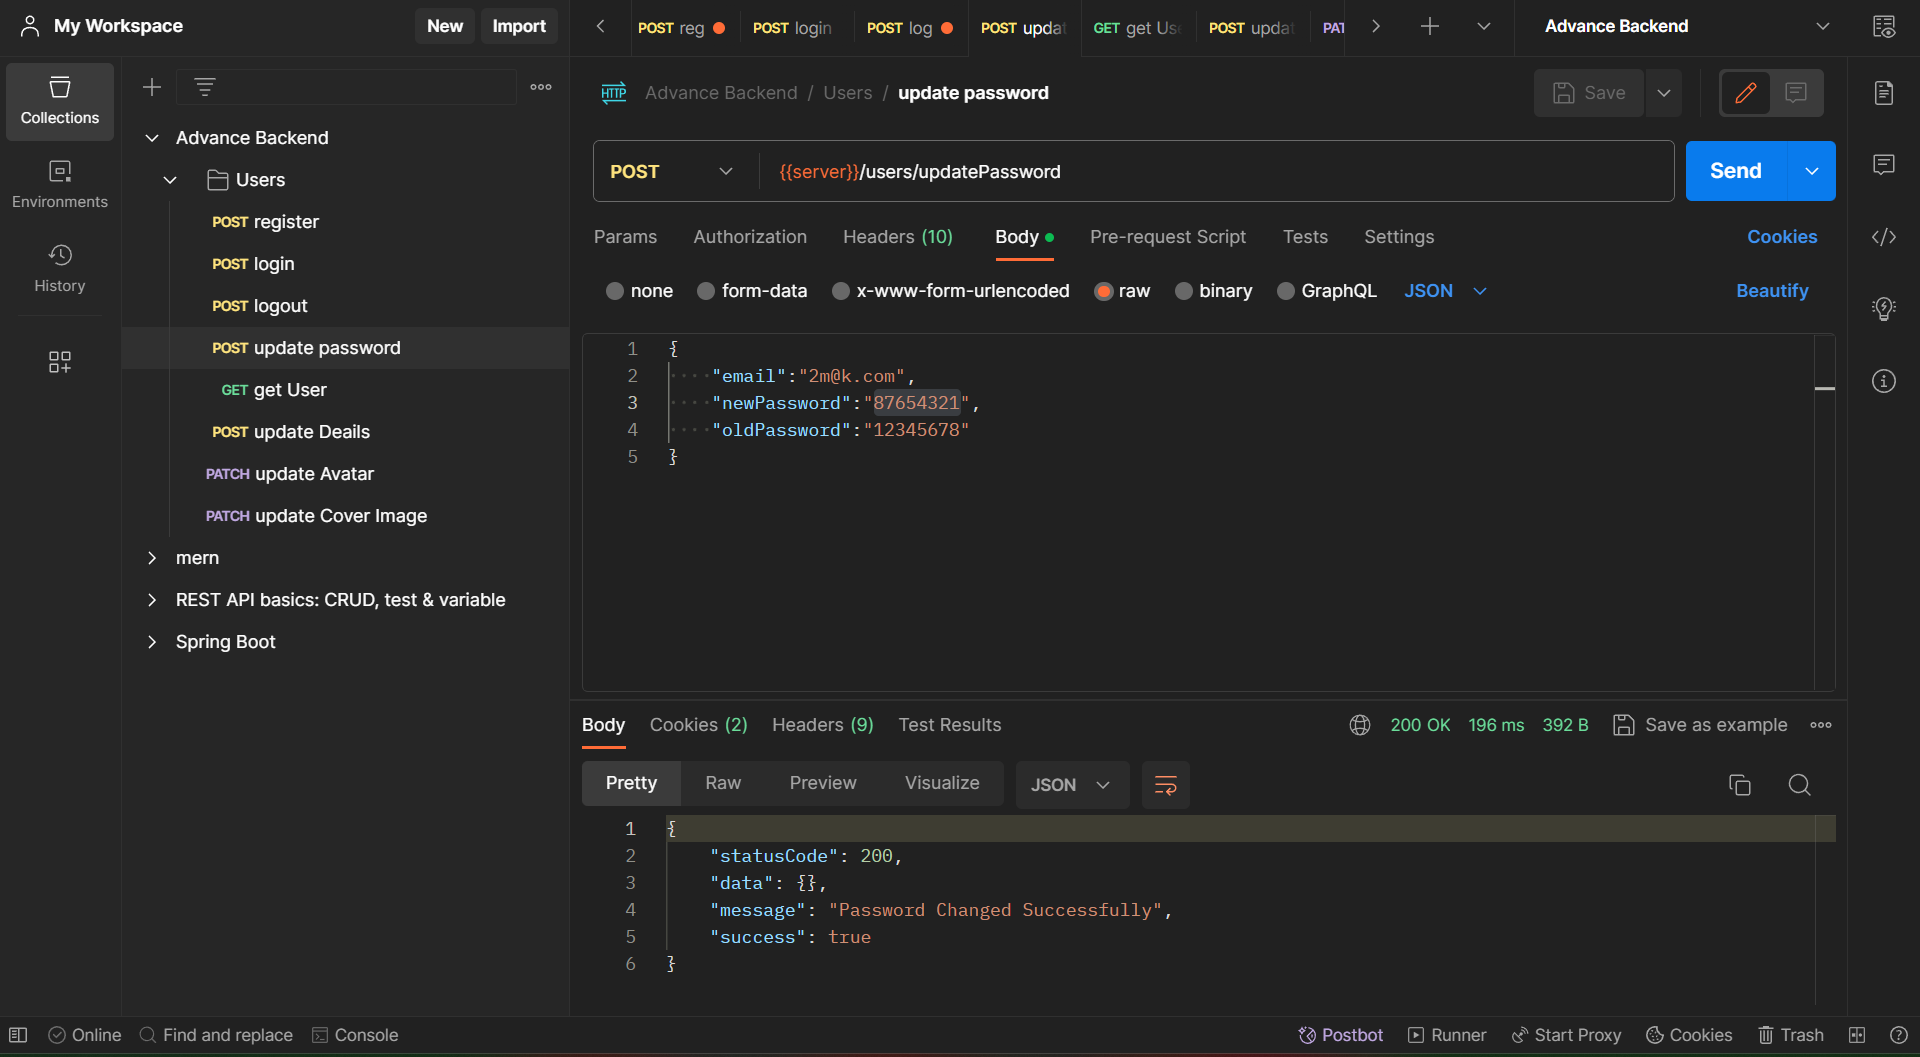 My Workspace
New
Import
POST reg
POST login
POST log
POST updat
GET get Use
POST updat
PAT
Advance Backend
Collections
Environments
History
Advance Backend
Users
POST register
POST login
POST logout
POST update password
GET get User
POST update Deails
PATCH update Avatar
PATCH update Cover Image
mern
REST API basics: CRUD, test & variable
Spring Boot
HTTP Advance Backend / Users / update password
Save
POST {{server}}/users/updatePassword
Send
Params Authorization Headers (10) Body Pre-request Script Tests Settings Cookies
none form-data x-www-form-urlencoded raw binary GraphQL JSON Beautify
1 {
2 "email":"2m@k.com",
3 "newPassword":"87654321",
4 "oldPassword":"12345678"
5 }
Body Cookies (2) Headers (9) Test Results 200 OK 196 ms 392 B Save as example
Pretty Raw Preview Visualize JSON
1 {
2 "statusCode": 200,
3 "data": {},
4 "message": "Password Changed Successfully",
5 "success": true
6 }
Online Find and replace Console Postbot Runner Start Proxy Cookies Trash